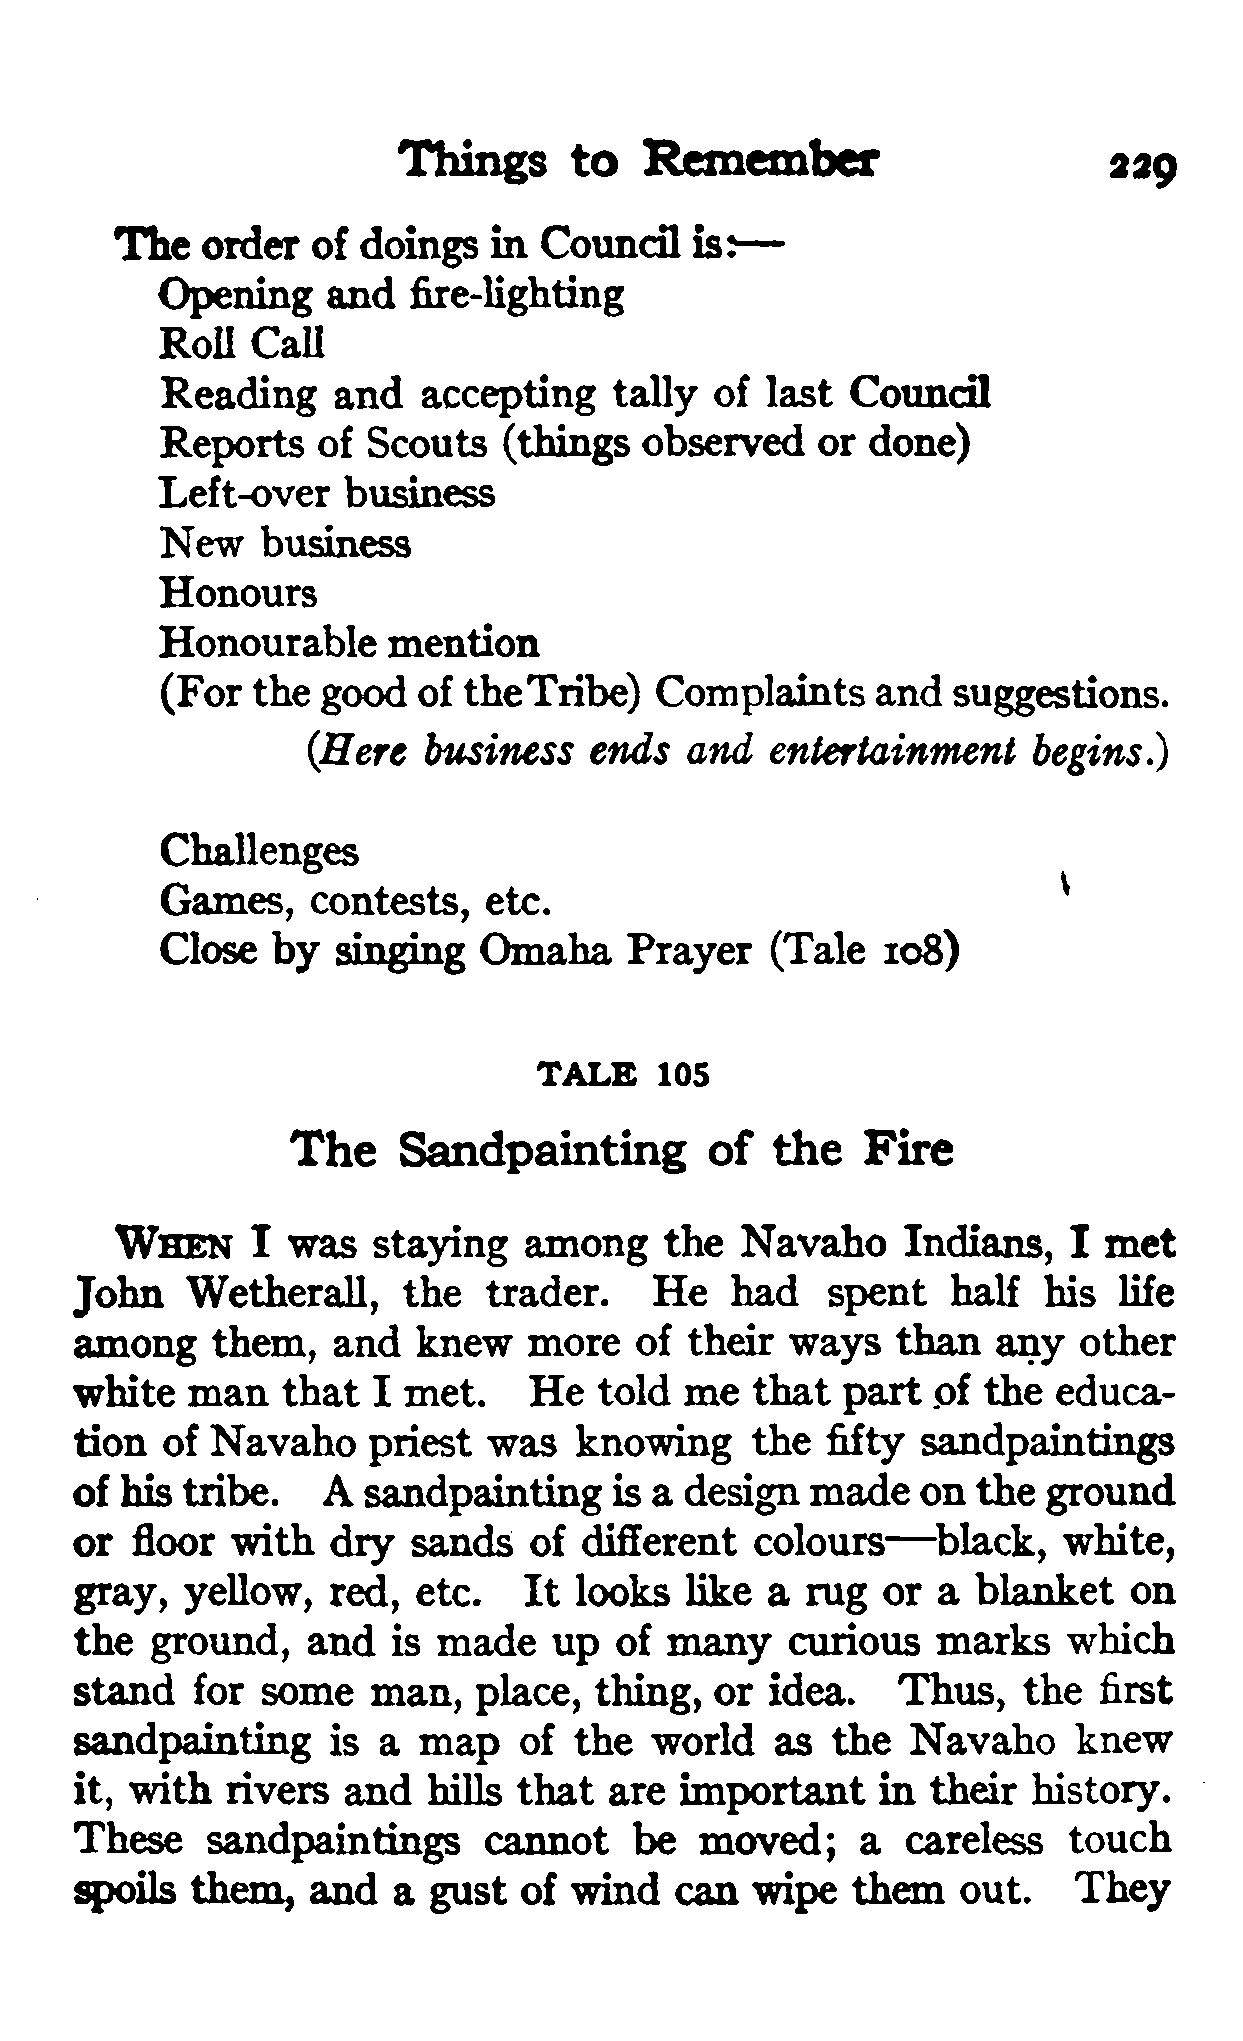 Things to Remember 229
The order of doings in Council is:—
Opening and fire-lighting
Roll Call
Reading and accepting tally of last Council
Reports of Scouts (things observed or done)
Left-over business
New business
Honours
Honourable mention
(For the good of the Tribe) Complaints and suggestions.
(Here business ends and entertainment begins.)
Challenges
Games, contests, etc.
Close by singing Omaha Prayer (Tale 108)
TALE 105
The Sandpainting of the Fire
WHEN I was staying among the Navaho Indians, I met
John Wetherall, the trader. He had spent half his life
among them, and knew more of their ways than any other
white man that I met. He told me that part of the educa-
tion of Navaho priest was knowing the fifty sandpaintings
of his tribe. A sandpainting is a design made on the ground
or floor with dry sands of different colours—black, white,
gray, yellow, red, etc. It looks like a rug or a blanket on
the ground, and is made up of many curious marks which
stand for some man, place, thing, or idea. Thus, the first
sandpainting is a map of the world as the Navaho knew
it, with rivers and hills that are important in their history.
These sandpaintings cannot be moved; a careless touch
spoils them, and a gust of wind can wipe them out. They